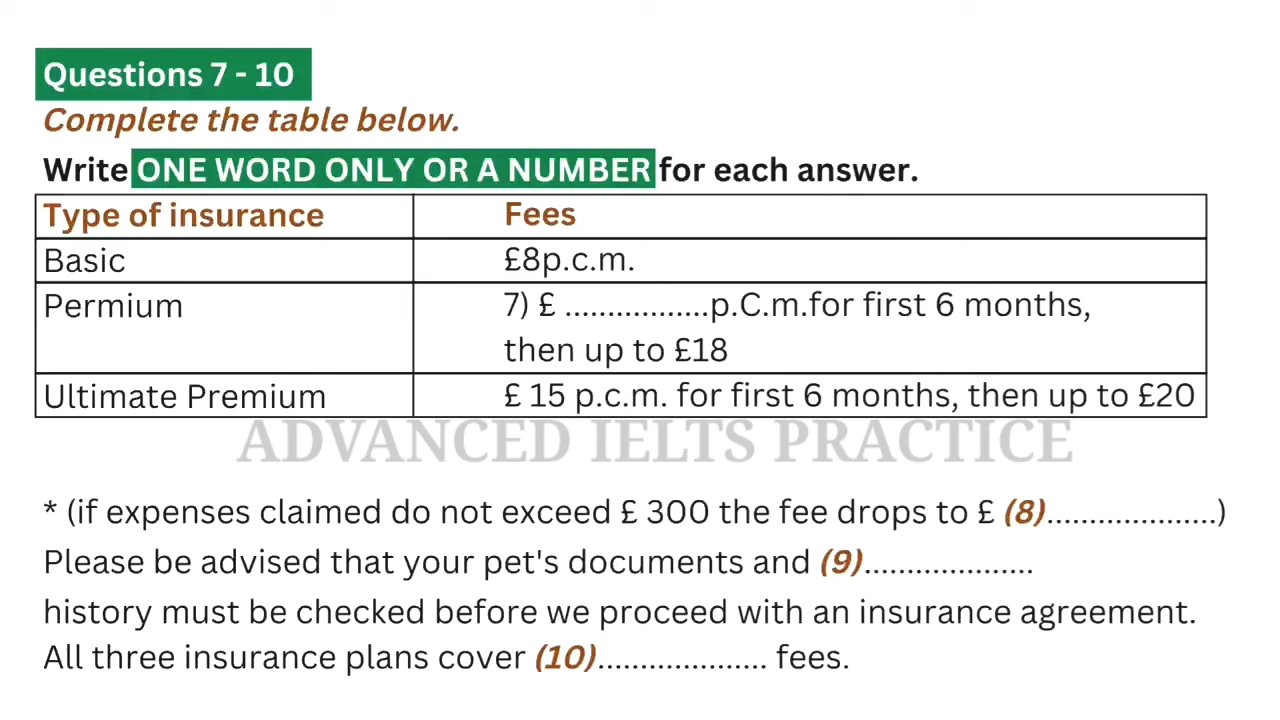 Questions 7 - 10
Complete the table below.
Write ONE WORD ONLY OR A NUMBER for each answer.
Type of insurance Fees
Basic £8p.c.m.
Permium 7) £ .................p.C.m.for first 6 months,
then up to £18
Ultimate Premium £ 15 p.c.m. for first 6 months, then up to £20
ADVANCED IELTS PRACTICE
* (if expenses claimed do not exceed £ 300 the fee drops to £ (8)....................)
Please be advised that your pet's documents and (9)....................
history must be checked before we proceed with an insurance agreement.
All three insurance plans cover (10).................... fees.